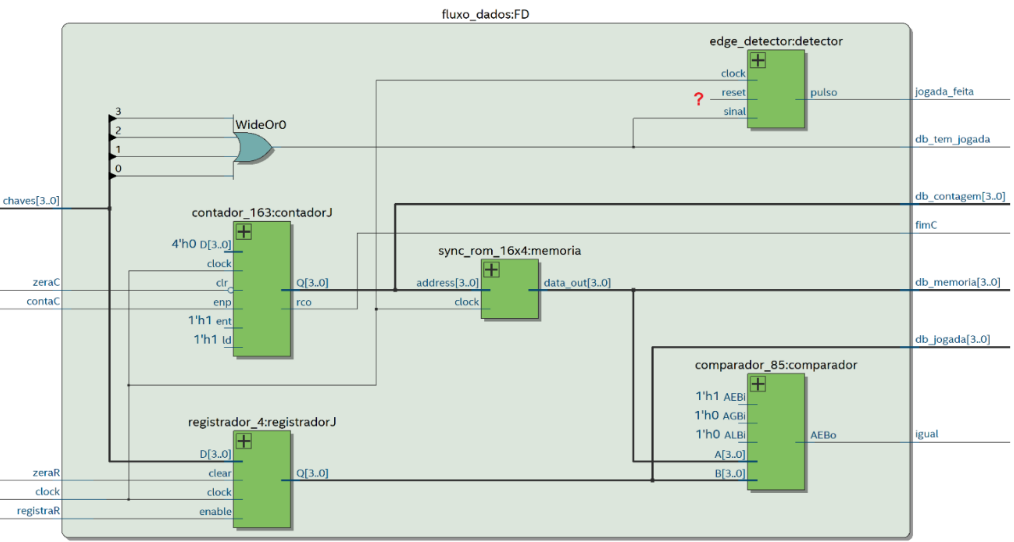 fluxo_dados:FD
edge_detector:detector
clock
reset
?
sinal
pulso
jogada_feita
db_tem_jogada
3
2
1
0
WideOr0
chaves[3..0]
db_contagem[3..0]
fimC
contador_163:contadorJ
4'h0 D[3..0]
clock
clr
enp
1'h1 ent
1'h1 ld
Q[3..0]
rco
zeraC
contaC
sync_rom_16x4:memoria
address[3..0]
clock
data_out[3..0]
db_memoria[3..0]
db_jogada[3..0]
comparador_85:comparador
1'h1 AEBi
1'h0 AGBi
1'h0 ALBi
A[3..0]
B[3..0]
AEBo
igual
registrador_4:registradorJ
D[3..0]
clear
clock
enable
Q[3..0]
zeraR
clock
registraR